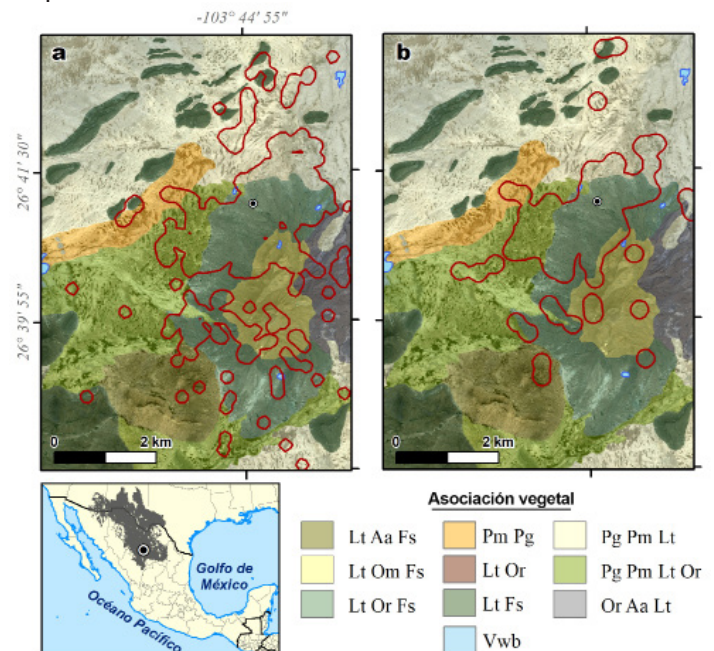 -103° 44' 55"
a
b
26° 41' 30"
26° 39' 55"
0 2 km
0 2 km
Golfo de
México
Océano Pacífico
Asociación vegetal
Lt Aa Fs
Pm Pg
Pg Pm Lt
Lt Om Fs
Lt Or
Pg Pm Lt Or
Lt Or Fs
Lt Fs
Or Aa Lt
Vwb